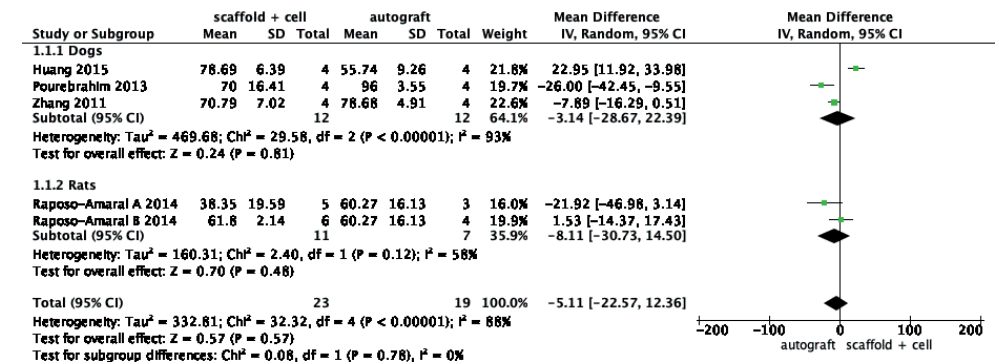 scaffold + cell autograft Mean Difference Mean Difference
Study or Subgroup Mean SD Total Mean SD Total Weight IV, Random, 95% CI IV, Random, 95% CI
1.1.1 Dogs
Huang 2015 78.69 6.39 4 55.74 9.26 4 21.8% 22.95 [11.92, 33.98]
Pourebrahim 2013 70 16.41 4 96 3.55 4 19.7% -26.00 [-42.45, -9.55]
Zhang 2011 70.79 7.02 4 78.68 4.91 4 22.6% -7.89 [-16.29, 0.51]
Subtotal (95% CI) 12 12 64.1% -3.14 [-28.67, 22.39]
Heterogeneity: Tau² = 469.68; Chi² = 29.58, df = 2 (P < 0.00001); I² = 93%
Test for overall effect: Z = 0.24 (P = 0.81)
1.1.2 Rats
Raposo-Amaral A 2014 38.35 19.59 5 60.27 16.13 3 16.0% -21.92 [-46.98, 3.14]
Raposo-Amaral B 2014 61.8 2.14 6 60.27 16.13 4 19.9% 1.53 [-14.37, 17.43]
Subtotal (95% CI) 11 7 35.9% -8.11 [-30.73, 14.50]
Heterogeneity: Tau² = 160.31; Chi² = 2.40, df = 1 (P = 0.12); I² = 58%
Test for overall effect: Z = 0.70 (P = 0.48)
Total (95% CI) 23 19 100.0% -5.11 [-22.57, 12.36]
Heterogeneity: Tau² = 332.81; Chi² = 32.32, df = 4 (P < 0.00001); I² = 88%
Test for overall effect: Z = 0.57 (P = 0.57)
Test for subgroup differences: Chi² = 0.08, df = 1 (P = 0.78), I² = 0%
-200 -100 0 100 200
autograft scaffold + cell